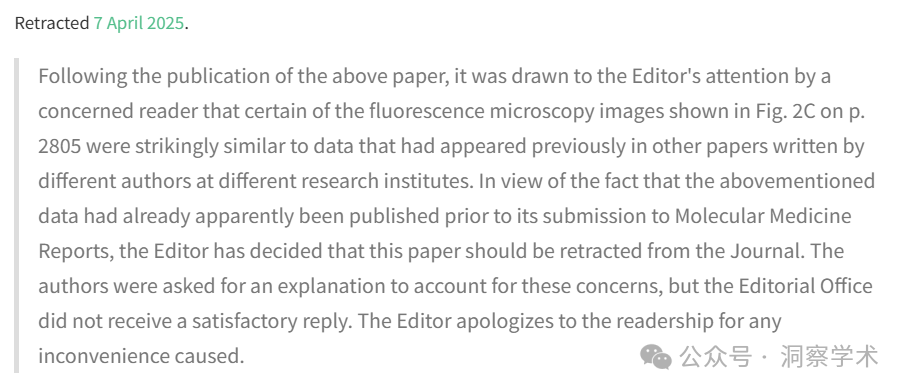 Retracted 7 April 2025.
Following the publication of the above paper, it was drawn to the Editor's attention by a
concerned reader that certain of the fluorescence microscopy images shown in Fig. 2C on p.
2805 were strikingly similar to data that had appeared previously in other papers written by
different authors at different research institutes. In view of the fact that the abovementioned
data had already apparently been published prior to its submission to Molecular Medicine
Reports, the Editor has decided that this paper should be retracted from the Journal. The
authors were asked for an explanation to account for these concerns, but the Editorial Office
did not receive a satisfactory reply. The Editor apologizes to the readership for any
inconvenience caused.
公众号 · 洞察学术